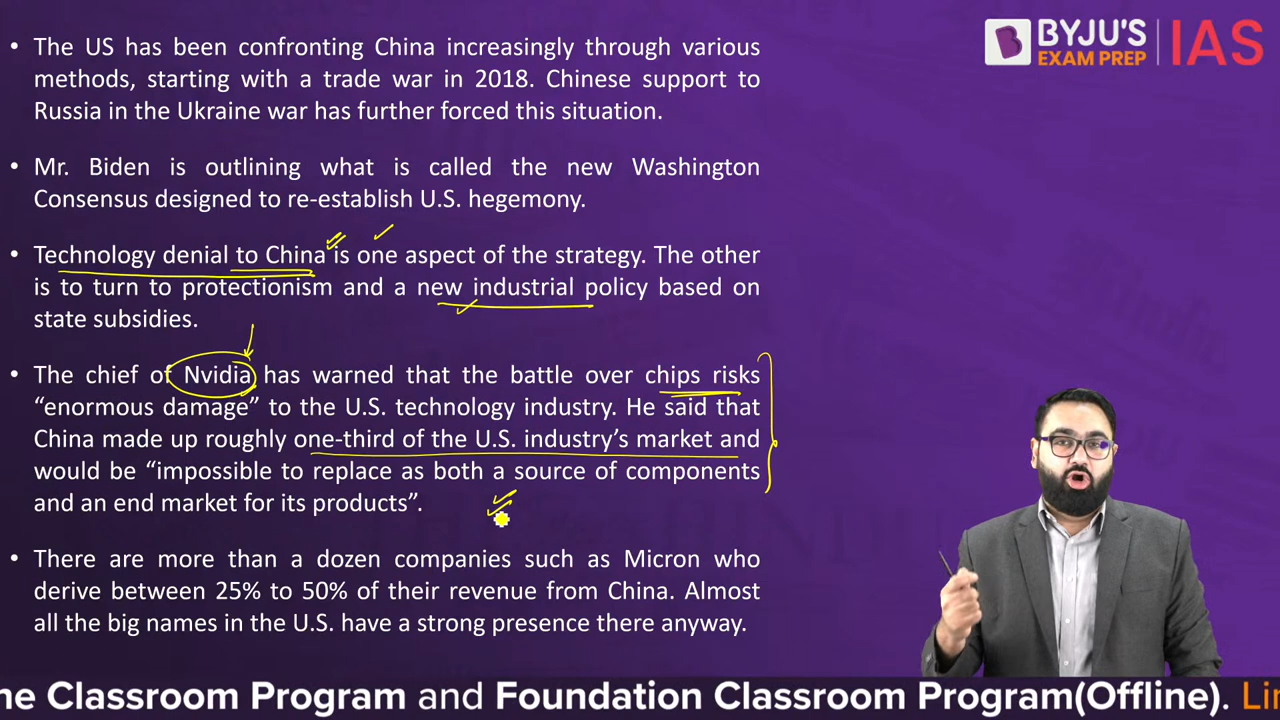 • The US has been confronting China increasingly through various
methods, starting with a trade war in 2018. Chinese support to
Russia in the Ukraine war has further forced this situation.
• Mr. Biden is outlining what is called the new Washington
Consensus designed to re-establish U.S. hegemony.
• Technology denial to China is one aspect of the strategy. The other
is to turn to protectionism and a new industrial policy based on
state subsidies.
• The chief of Nvidia has warned that the battle over chips risks
“enormous damage” to the U.S. technology industry. He said that
China made up roughly one-third of the U.S. industry’s market and
would be “impossible to replace as both a source of components
and an end market for its products”.
• There are more than a dozen companies such as Micron who
derive between 25% to 50% of their revenue from China. Almost
all the big names in the U.S. have a strong presence there anyway.
BYJU'S
EXAM PREP
IAS
ne Classroom Program and Foundation Classroom Program(Offline). Lin